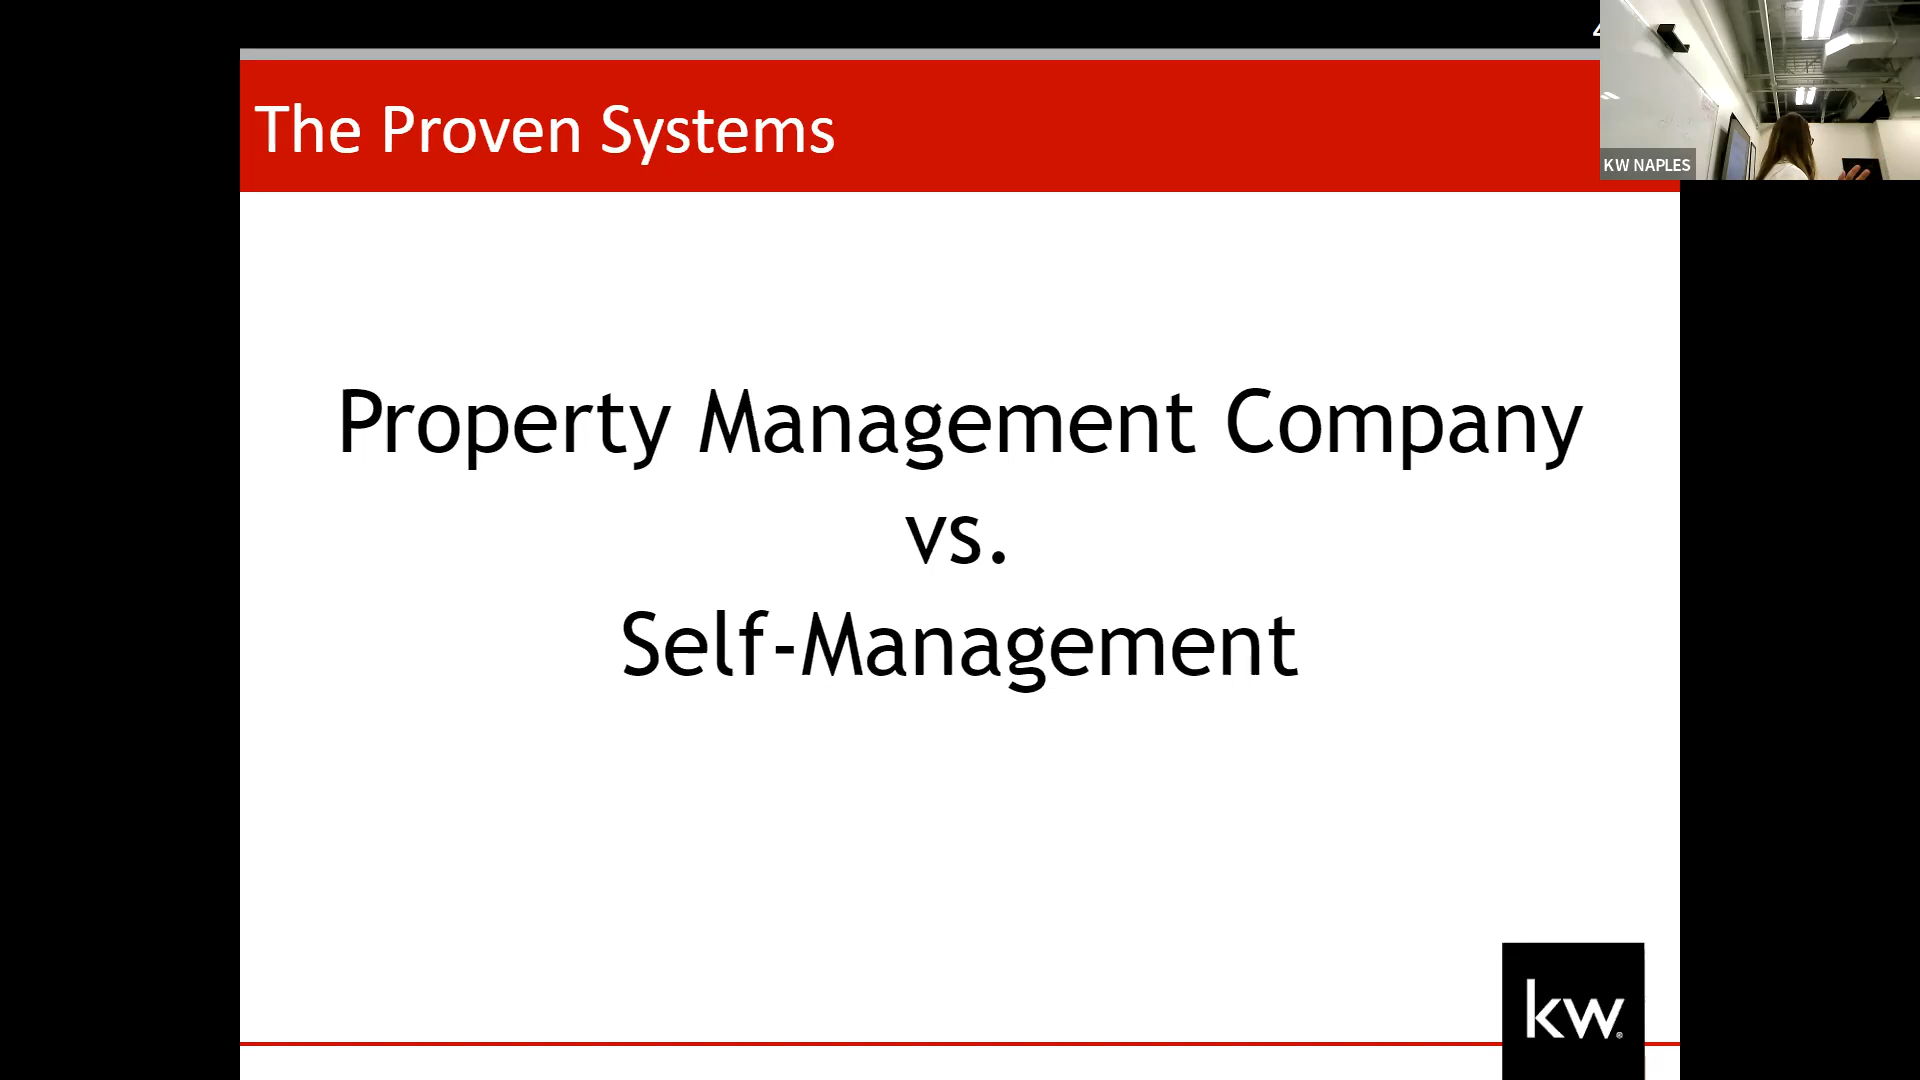 The Proven Systems
KW NAPLES
Property Management Company
vs.
Self-Management
kw®